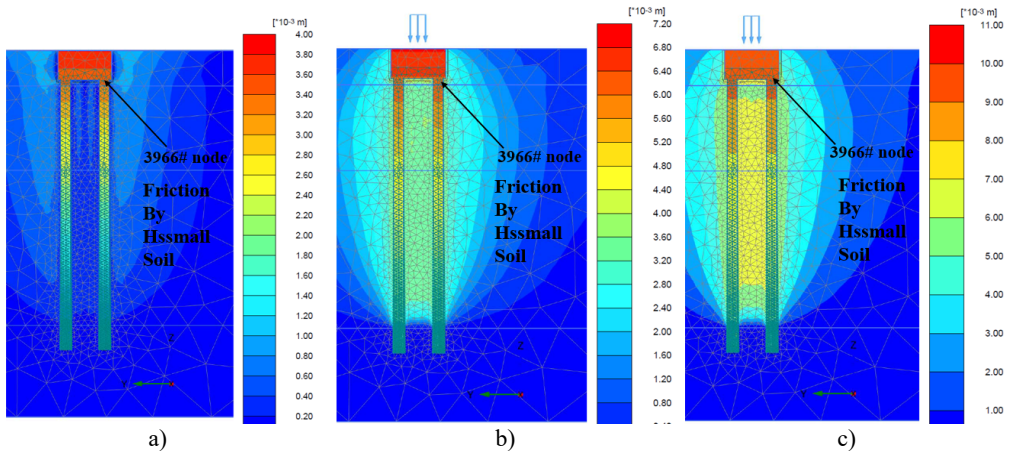 [*10⁻³ m]
4.00
3.80
3.60
3.40
3.20
3.00
2.80
2.60
2.40
2.20
2.00
1.80
1.60
1.40
1.20
1.00
0.80
0.60
0.40
0.20
3966# node
Friction
By
Hssmall
Soil
Z
Y
a)
[*10⁻³ m]
7.20
6.80
6.40
6.00
5.60
5.20
4.80
4.40
4.00
3.60
3.20
2.80
2.40
2.00
1.60
1.20
0.80
3966# node
Friction
By
Hssmall
Soil
Z
Y
b)
[*10⁻³ m]
11.00
10.00
9.00
8.00
7.00
6.00
5.00
4.00
3.00
2.00
1.00
3966# node
Friction
By
Hssmall
Soil
Z
Y
c)